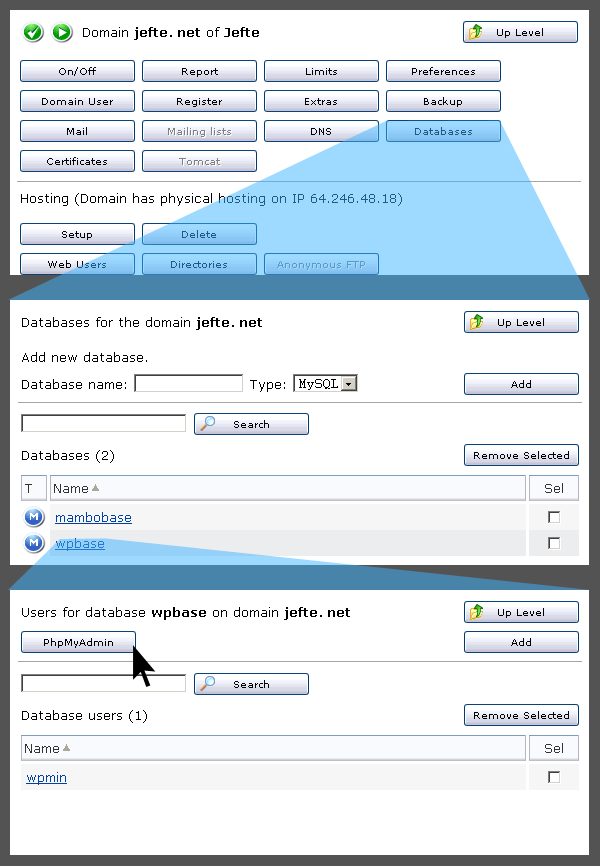 Domain jefte.net of Jefte
Up Level
On/Off Report Limits Preferences
Domain User Register Extras Backup
Mail Mailing lists DNS Databases
Certificates Tomcat
Hosting (Domain has physical hosting on IP 64.246.48.18)
Setup Delete
Web Users Directories Anonymous FTP
Databases for the domain jefte.net
Up Level
Add new database.
Database name: Type: MySQL Add
Search
Databases (2) Remove Selected
T Name Sel
M mambobase
M wpbase
Users for database wpbase on domain jefte.net
Up Level
PhpMyAdmin Add
Search
Database users (1) Remove Selected
Name Sel
wpmin